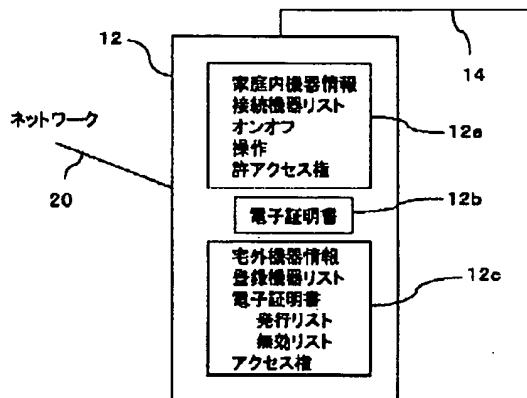 12
14
家庭内機器情報
接続機器リスト
オンオフ
操作
許アクセス権
12a
ネットワーク
20
電子証明書
12b
宅外機器情報
登録機器リスト
電子証明書
発行リスト
無効リスト
アクセス権
12c